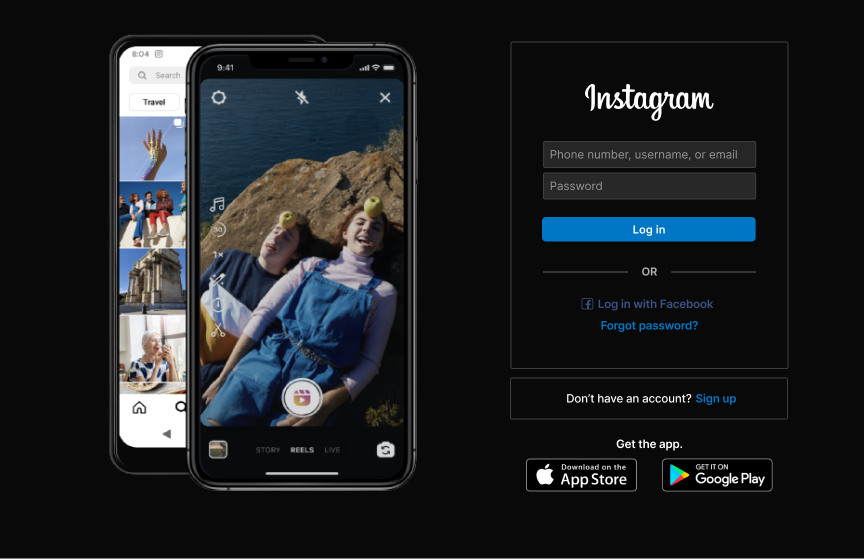 8:04
Search
Travel
9:41
30
1×
STORY REELS LIVE
Instagram
Phone number, username, or email
Password
Log in
OR
Log in with Facebook
Forgot password?
Don't have an account? Sign up
Get the app.
Download on the
App Store
GET IT ON
Google Play